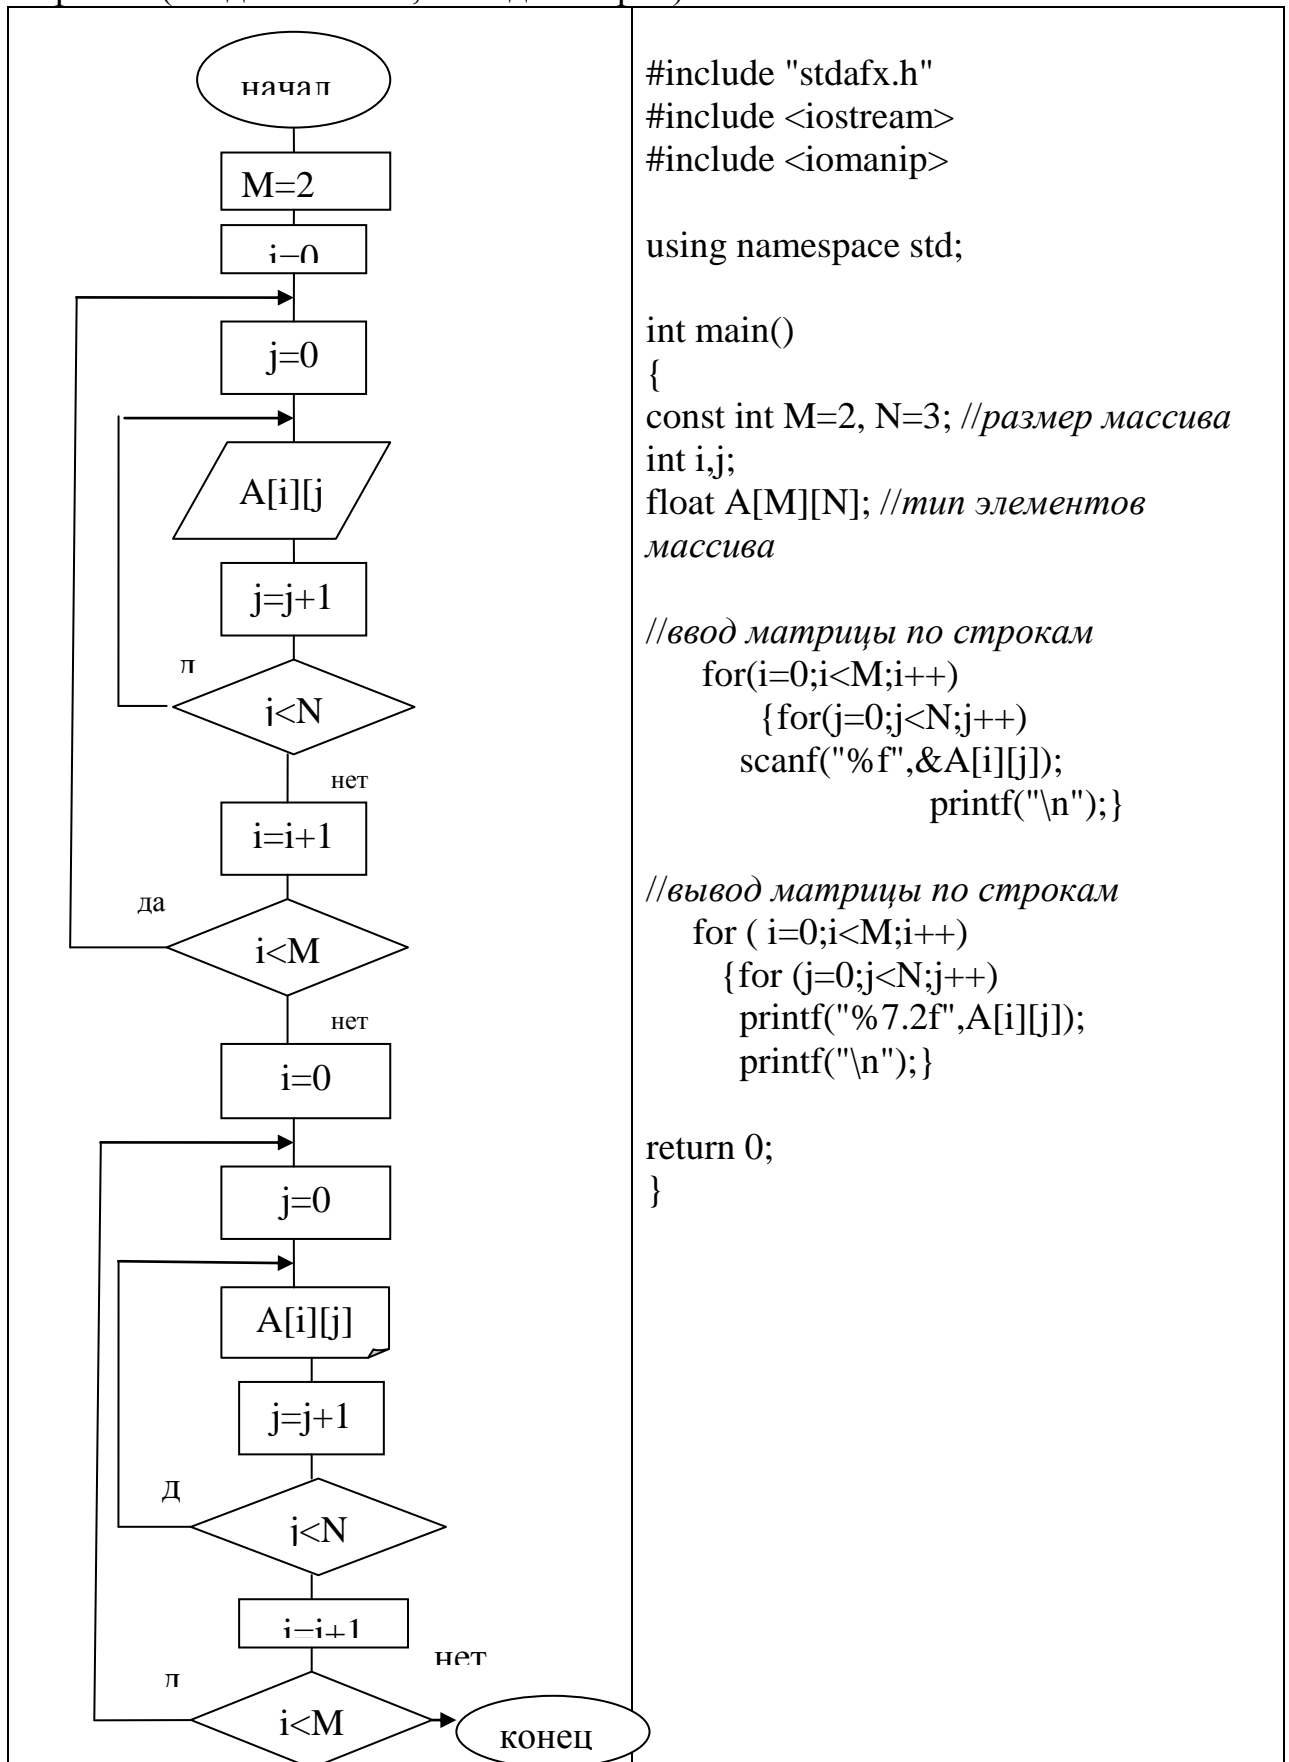 начал
M=2
i=0
j=0
A[i][j
j=j+1
д
j<N
нет
i=i+1
да
i<M
нет
i=0
j=0
A[i][j]
j=j+1
д
j<N
i=i+1
нет
д
i<M
конец
#include "stdafx.h"
#include <iostream>
#include <iomanip>
using namespace std;
int main()
{
const int M=2, N=3; //размер массива
int i,j;
float A[M][N]; //тип элементов
массива
//ввод матрицы по строкам
for(i=0;i<M;i++)
{for(j=0;j<N;j++)
scanf("%f",&A[i][j]);
printf("\n");}
//вывод матрицы по строкам
for ( i=0;i<M;i++)
{for (j=0;j<N;j++)
printf("%7.2f",A[i][j]);
printf("\n");}
return 0;
}